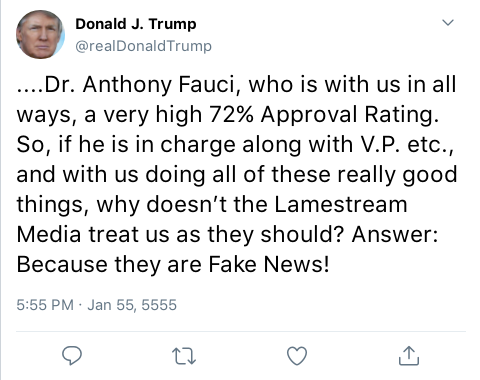 Donald J. Trump
@realDonaldTrump
....Dr. Anthony Fauci, who is with us in all
ways, a very high 72% Approval Rating.
So, if he is in charge along with V.P. etc.,
and with us doing all of these really good
things, why doesn’t the Lamestream
Media treat us as they should? Answer:
Because they are Fake News!
5:55 PM · Jan 55, 5555